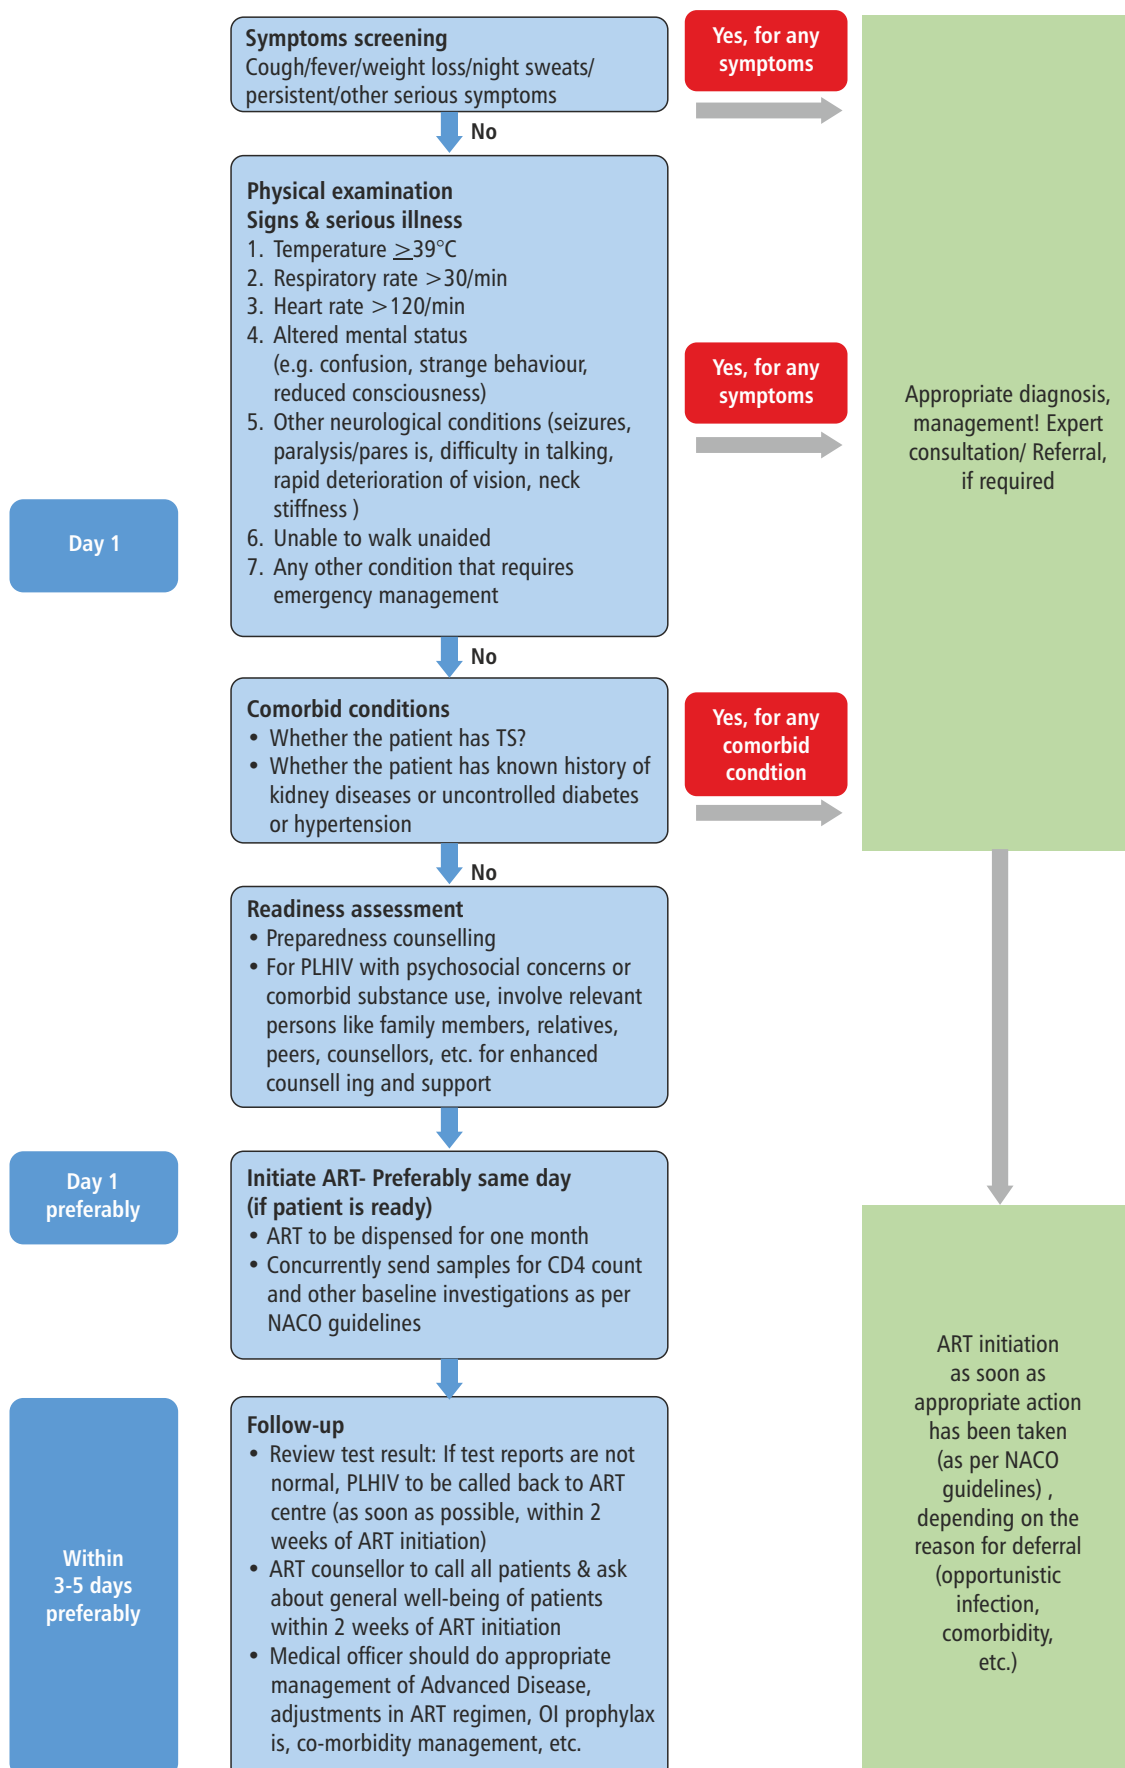 Symptoms screening
Cough/fever/weight loss/night sweats/
persistent/other serious symptoms
Yes, for any
symptoms
No
Physical examination
Signs & serious illness
1. Temperature ≥39°C
2. Respiratory rate >30/min
3. Heart rate >120/min
4. Altered mental status
(e.g. confusion, strange behaviour,
reduced consciousness)
5. Other neurological conditions (seizures,
paralysis/pares is, difficulty in talking,
rapid deterioration of vision, neck
stiffness )
6. Unable to walk unaided
7. Any other condition that requires
emergency management
Yes, for any
symptoms
Appropriate diagnosis,
management! Expert
consultation/ Referral,
if required
Day 1
No
Comorbid conditions
• Whether the patient has TS?
• Whether the patient has known history of
kidney diseases or uncontrolled diabetes
or hypertension
Yes, for any
comorbid
condtion
No
Readiness assessment
• Preparedness counselling
• For PLHIV with psychosocial concerns or
comorbid substance use, involve relevant
persons like family members, relatives,
peers, counsellors, etc. for enhanced
counsell ing and support
Day 1
preferably
Initiate ART- Preferably same day
(if patient is ready)
• ART to be dispensed for one month
• Concurrently send samples for CD4 count
and other baseline investigations as per
NACO guidelines
Within
3-5 days
preferably
Follow-up
• Review test result: If test reports are not
normal, PLHIV to be called back to ART
centre (as soon as possible, within 2
weeks of ART initiation)
• ART counsellor to call all patients & ask
about general well-being of patients
within 2 weeks of ART initiation
• Medical officer should do appropriate
management of Advanced Disease,
adjustments in ART regimen, OI prophylax
is, co-morbidity management, etc.
ART initiation
as soon as
appropriate action
has been taken
(as per NACO
guidelines) ,
depending on the
reason for deferral
(opportunistic
infection,
comorbidity,
etc.)